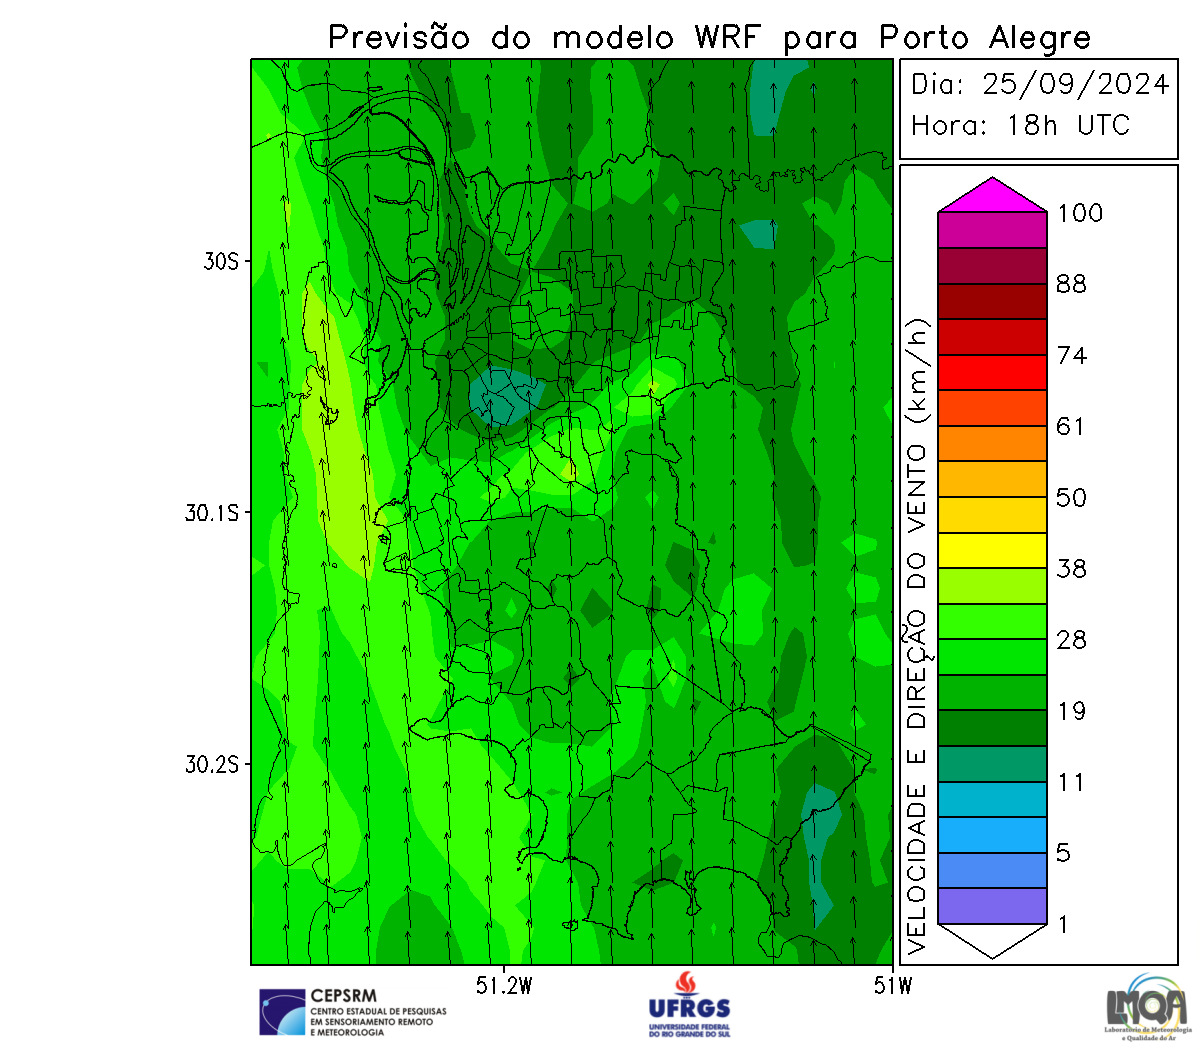 Previsão do modelo WRF para Porto Alegre
Dia: 25/09/2024
Hora: 18h UTC
30S
30.1S
30.2S
51.2W
51W
VELOCIDADE E DIREÇÃO DO VENTO (km/h)
100
88
74
61
50
38
28
19
11
5
1
CEPSRM
CENTRO ESTADUAL DE PESQUISAS
EM SENSORIAMENTO REMOTO
E METEOROLOGIA
UFRGS
UNIVERSIDADE FEDERAL
DO RIO GRANDE DO SUL
LMQA
Laboratório de Meteorologia
e Qualidade do Ar